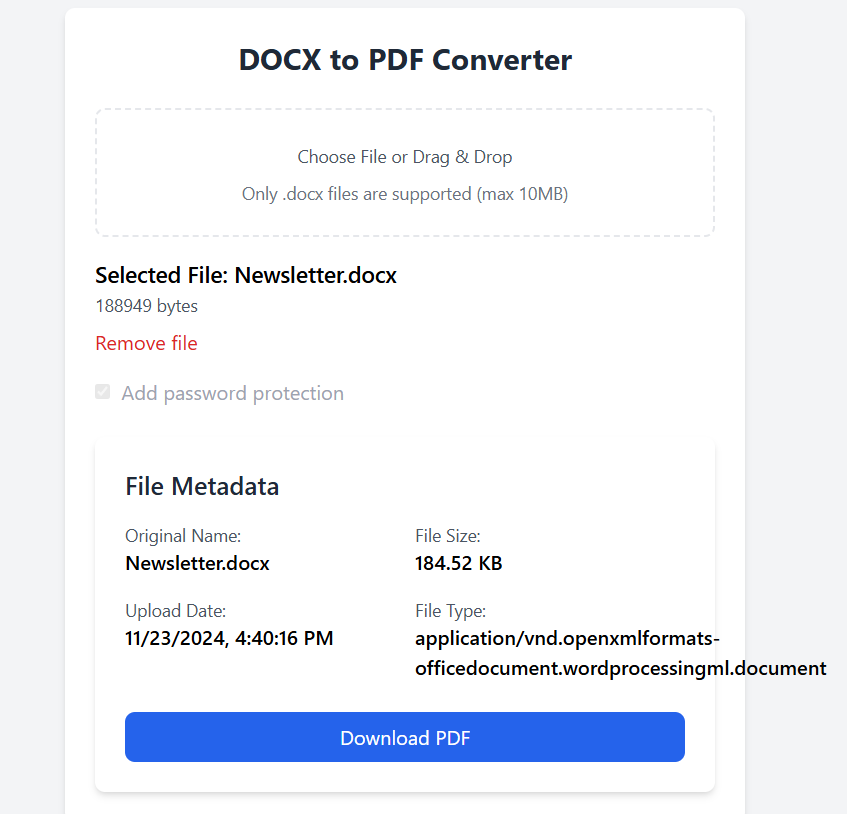 DOCX to PDF Converter
Choose File or Drag & Drop
Only .docx files are supported (max 10MB)
Selected File: Newsletter.docx
188949 bytes
Remove file
Add password protection
File Metadata
Original Name:
Newsletter.docx
File Size:
184.52 KB
Upload Date:
11/23/2024, 4:40:16 PM
File Type:
application/vnd.openxmlformats-
officedocument.wordprocessingml.document
Download PDF